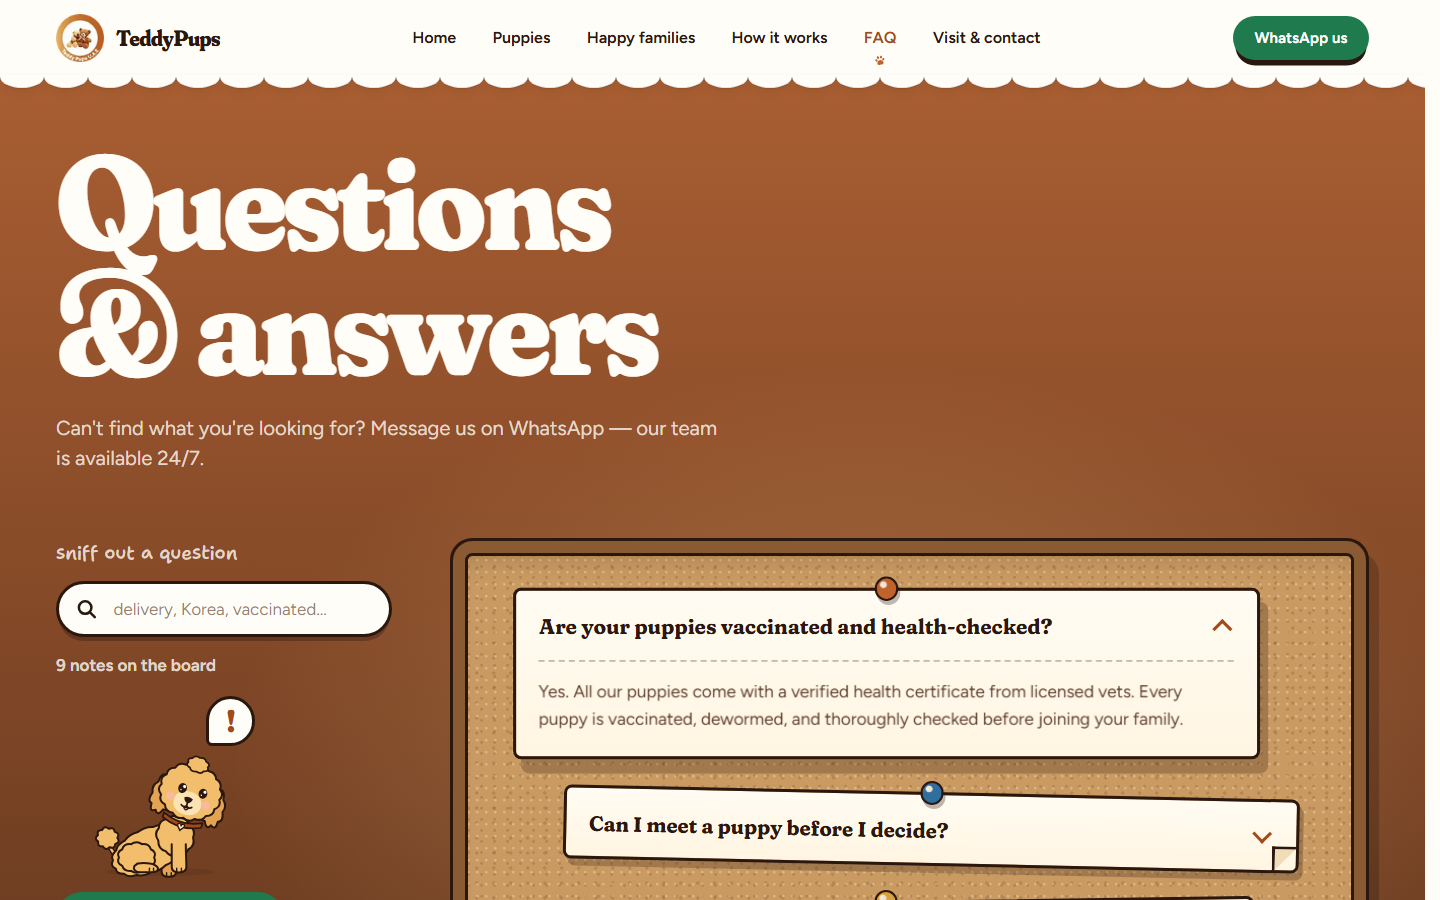 TeddyPups
Home
Puppies
Happy families
How it works
FAQ
Visit & contact
WhatsApp us
Questions
& answers
Can't find what you're looking for? Message us on WhatsApp — our team
is available 24/7.
sniff out a question
delivery, Korea, vaccinated...
9 notes on the board
!
Are your puppies vaccinated and health-checked?
Yes. All our puppies come with a verified health certificate from licensed vets. Every
puppy is vaccinated, dewormed, and thoroughly checked before joining your family.
Can I meet a puppy before I decide?